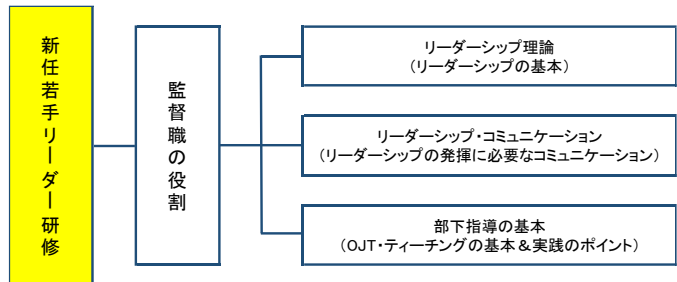 新任若手リーダー研修
監督職の役割
リーダーシップ理論
（リーダーシップの基本）
リーダーシップ・コミュニケーション
（リーダーシップの発揮に必要なコミュニケーション）
部下指導の基本
（OJT・ティーチングの基本＆実践のポイント）